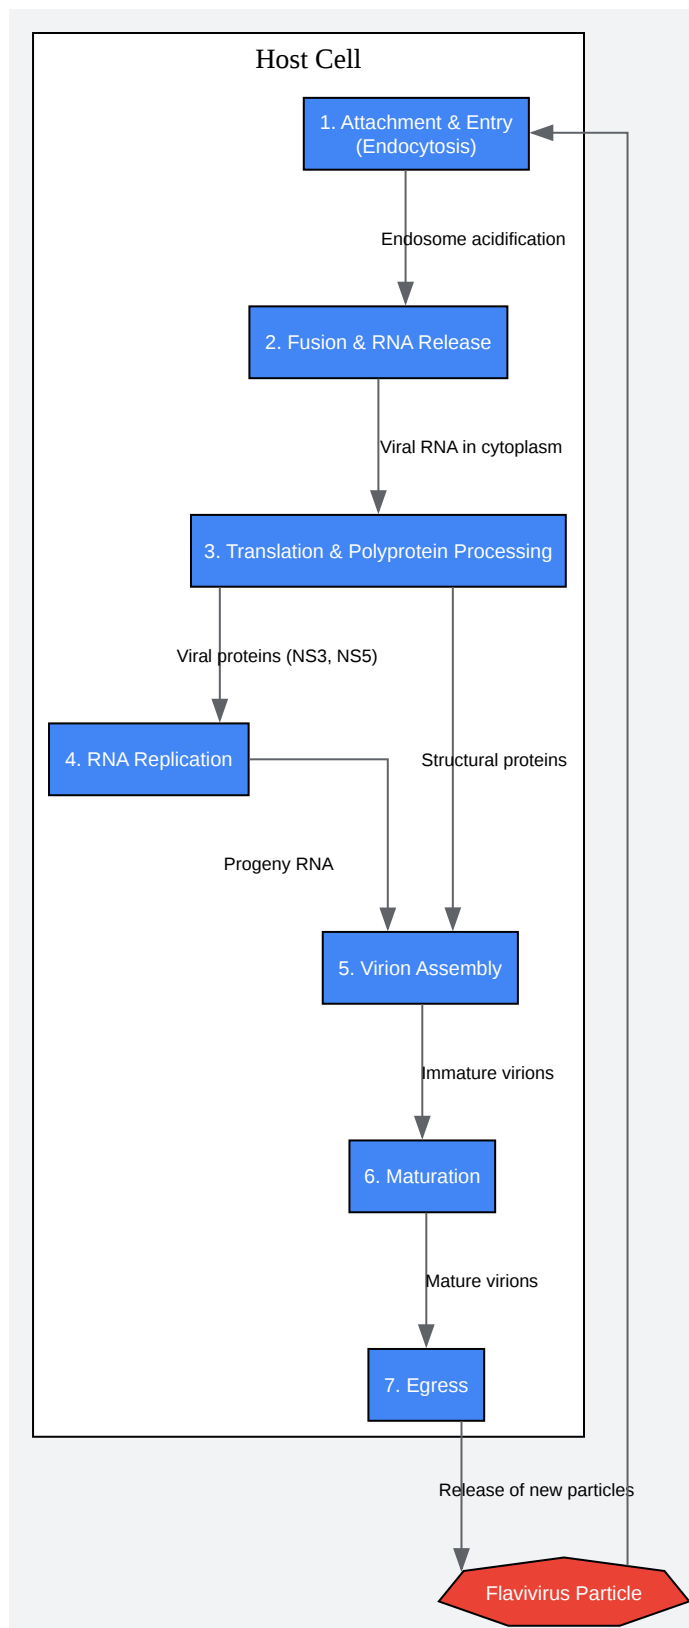 Host Cell
1. Attachment & Entry
(Endocytosis)
Endosome acidification
2. Fusion & RNA Release
Viral RNA in cytoplasm
3. Translation & Polyprotein Processing
Viral proteins (NS3, NS5)
4. RNA Replication
Structural proteins
Progeny RNA
5. Virion Assembly
Immature virions
6. Maturation
Mature virions
7. Egress
Release of new particles
Flavivirus Particle